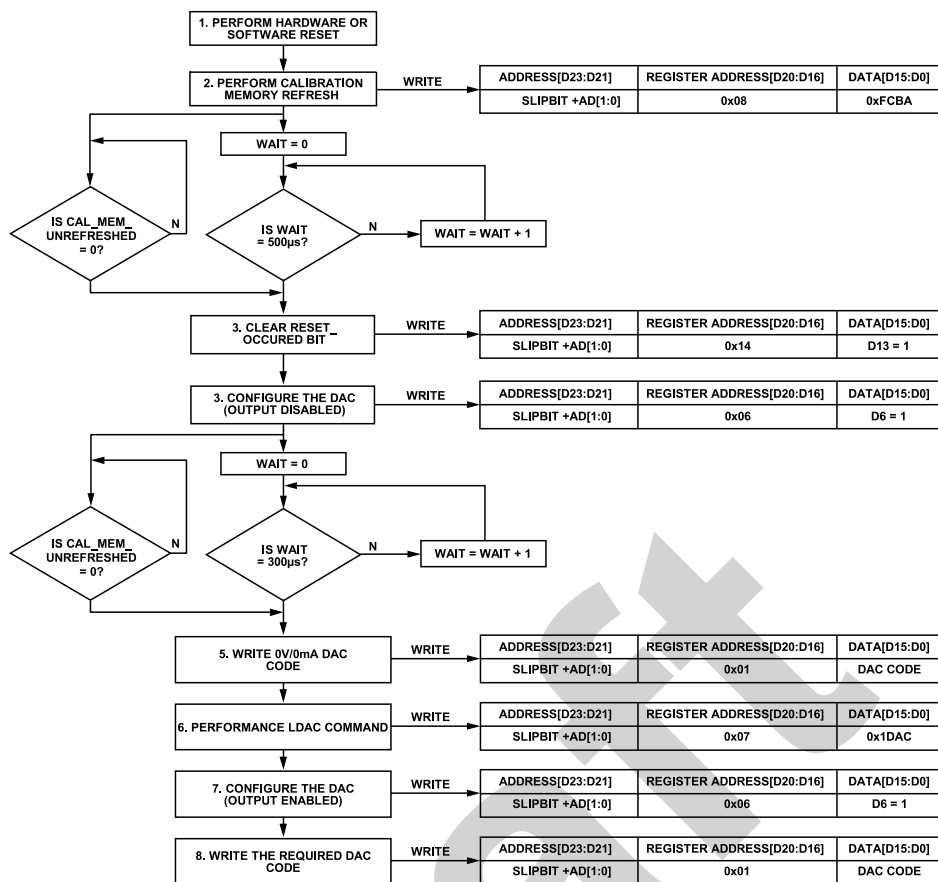 1. PERFORM HARDWARE OR
SOFTWARE RESET
2. PERFORM CALIBRATION
MEMORY REFRESH
WRITE
ADDRESS[D23:D21] REGISTER ADDRESS[D20:D16] DATA[D15:D0]
SLIPBIT +AD[1:0] 0x08 0xFCBA
WAIT = 0
IS CAL_MEM_
UNREFRESHED
= 0?
N
IS WAIT
= 500µs?
N
WAIT = WAIT + 1
3. CLEAR RESET_
OCCURED BIT
WRITE
ADDRESS[D23:D21] REGISTER ADDRESS[D20:D16] DATA[D15:D0]
SLIPBIT +AD[1:0] 0x14 D13 = 1
3. CONFIGURE THE DAC
(OUTPUT DISABLED)
WRITE
ADDRESS[D23:D21] REGISTER ADDRESS[D20:D16] DATA[D15:D0]
SLIPBIT +AD[1:0] 0x06 D6 = 1
WAIT = 0
IS CAL_MEM_
UNREFRESHED
= 0?
N
IS WAIT
= 300µs?
N
WAIT = WAIT + 1
5. WRITE 0V/0mA DAC
CODE
WRITE
ADDRESS[D23:D21] REGISTER ADDRESS[D20:D16] DATA[D15:D0]
SLIPBIT +AD[1:0] 0x01 DAC CODE
6. PERFORMANCE LDAC COMMAND
WRITE
ADDRESS[D23:D21] REGISTER ADDRESS[D20:D16] DATA[D15:D0]
SLIPBIT +AD[1:0] 0x07 0x1DAC
7. CONFIGURE THE DAC
(OUTPUT ENABLED)
WRITE
ADDRESS[D23:D21] REGISTER ADDRESS[D20:D16] DATA[D15:D0]
SLIPBIT +AD[1:0] 0x06 D6 = 1
8. WRITE THE REQUIRED DAC
CODE
WRITE
ADDRESS[D23:D21] REGISTER ADDRESS[D20:D16] DATA[D15:D0]
SLIPBIT +AD[1:0] 0x01 DAC CODE